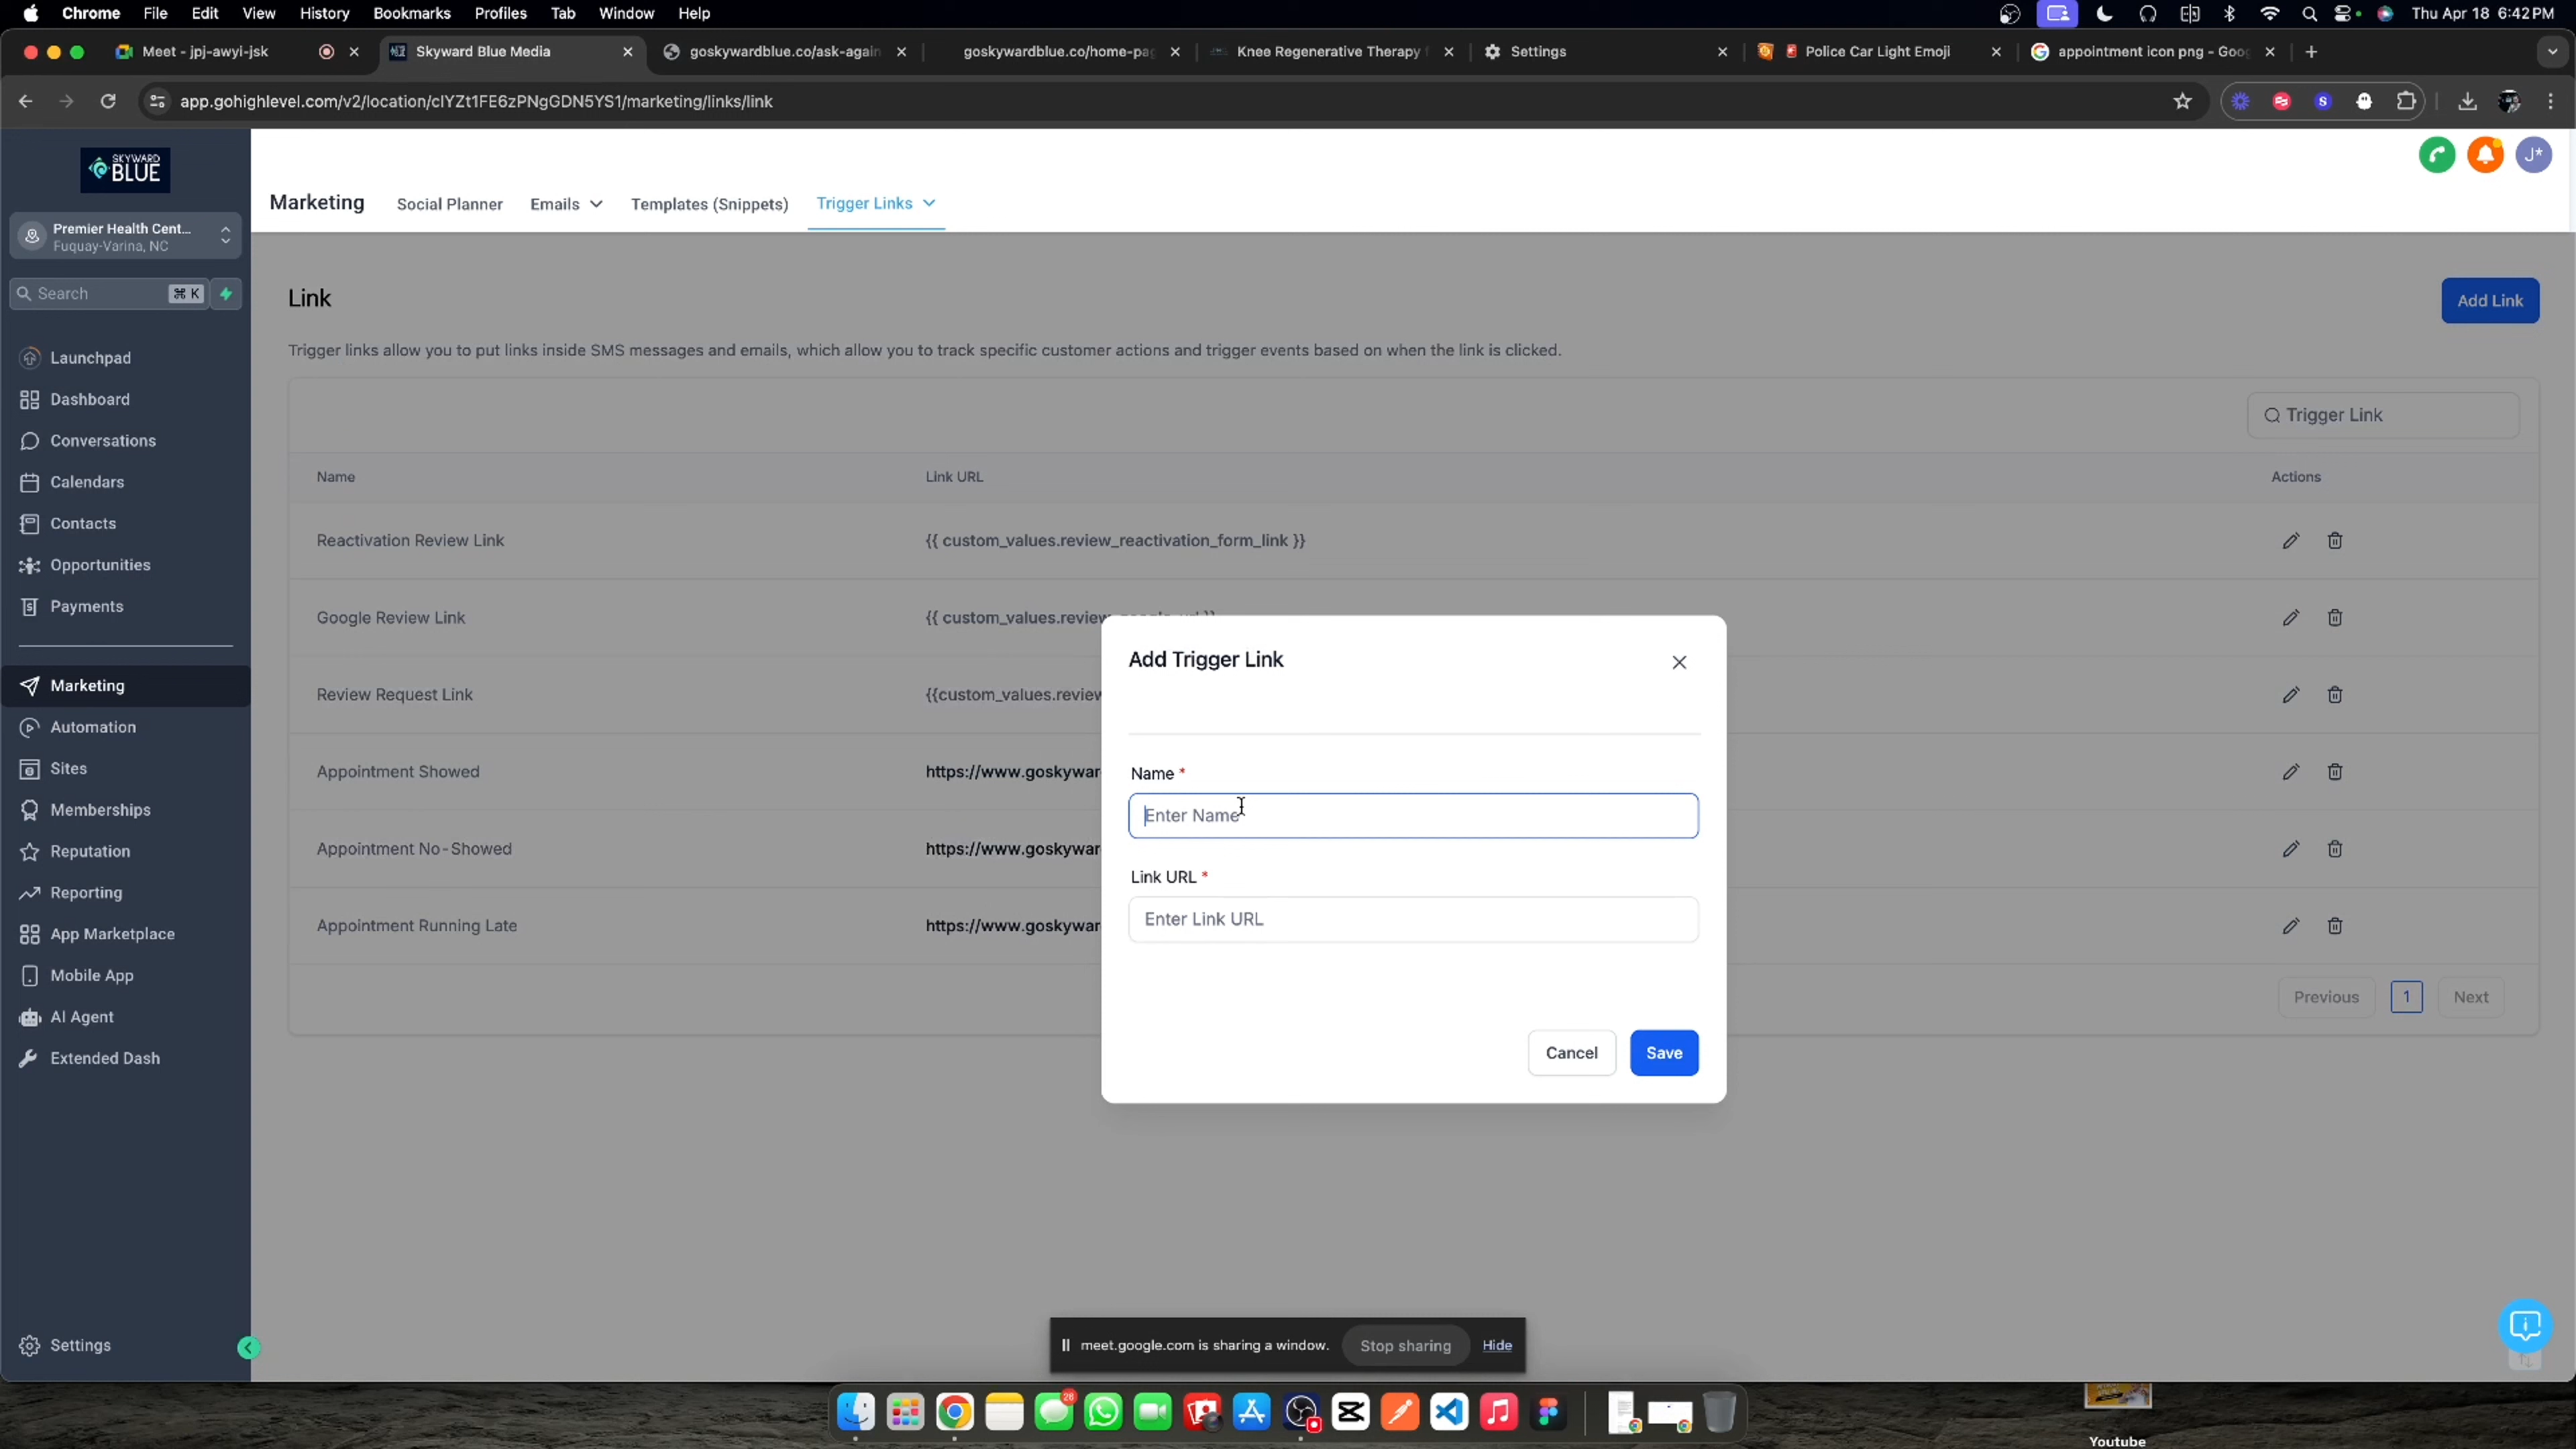 Chrome File Edit View History Bookmarks Profiles Tab Window Help Thu Apr 18 6:42 PM
Meet - jpj-awyi-jsk Skyward Blue Media goskywardblue.co/ask-again goskywardblue.co/home-pag Knee Regenerative Therapy Settings Police Car Light Emoji appointment icon png - Goog
app.gohighlevel.com/v2/location/clYZt1FE6zPNgGDN5YS1/marketing/links/link
SKYWARD
BLUE
J*
Marketing Social Planner Emails Templates (Snippets) Trigger Links
Premier Health Cent...
Fuquay-Varina, NC
Search ⌘ K
Link
Add Link
Trigger links allow you to put links inside SMS messages and emails, which allow you to track specific customer actions and trigger events based on when the link is clicked.
Launchpad
Dashboard
Conversations
Calendars
Contacts
Opportunities
Payments
Marketing
Automation
Sites
Memberships
Reputation
Reporting
App Marketplace
Mobile App
AI Agent
Extended Dash
Settings
Trigger Link
Name Link URL Actions
Reactivation Review Link {{ custom_values.review_reactivation_form_link }}
Google Review Link {{ custom_values.review_google_url }}
Review Request Link {{custom_values.review
Appointment Showed https://www.goskywar
Appointment No-Showed https://www.goskywar
Appointment Running Late https://www.goskywar
Previous 1 Next
Add Trigger Link
Name *
Enter Name
Link URL *
Enter Link URL
Cancel Save
meet.google.com is sharing a window. Stop sharing Hide
28
Youtube